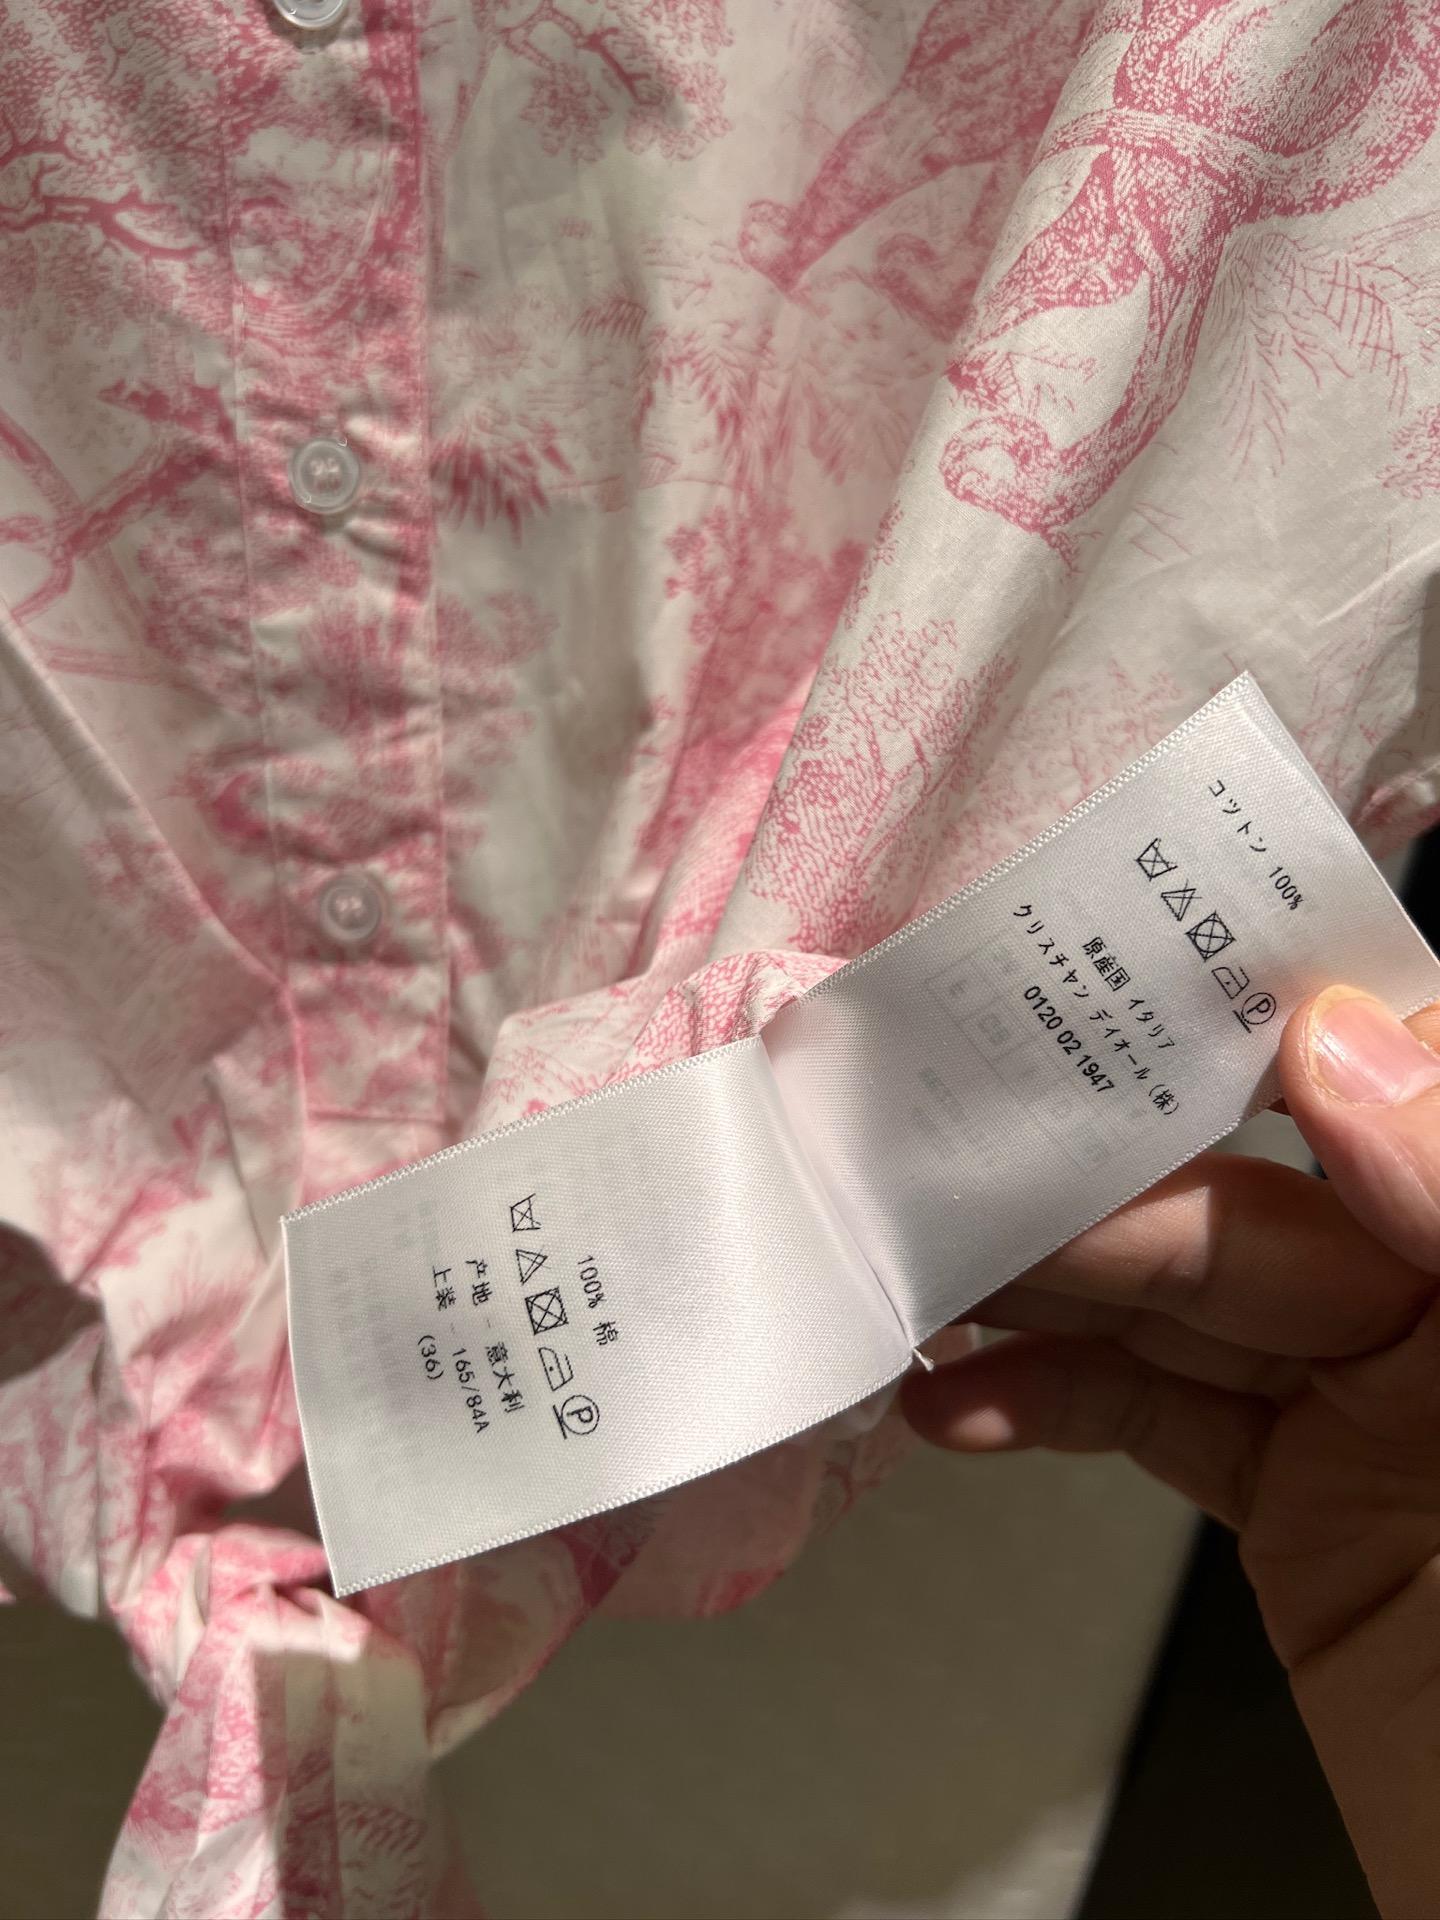 コットン 100%
原産国 イタリア
クリスチャン ディオール (株)
0120 02 1947
100% 棉
产地 - 意大利
上装 - 165/84A
(36)